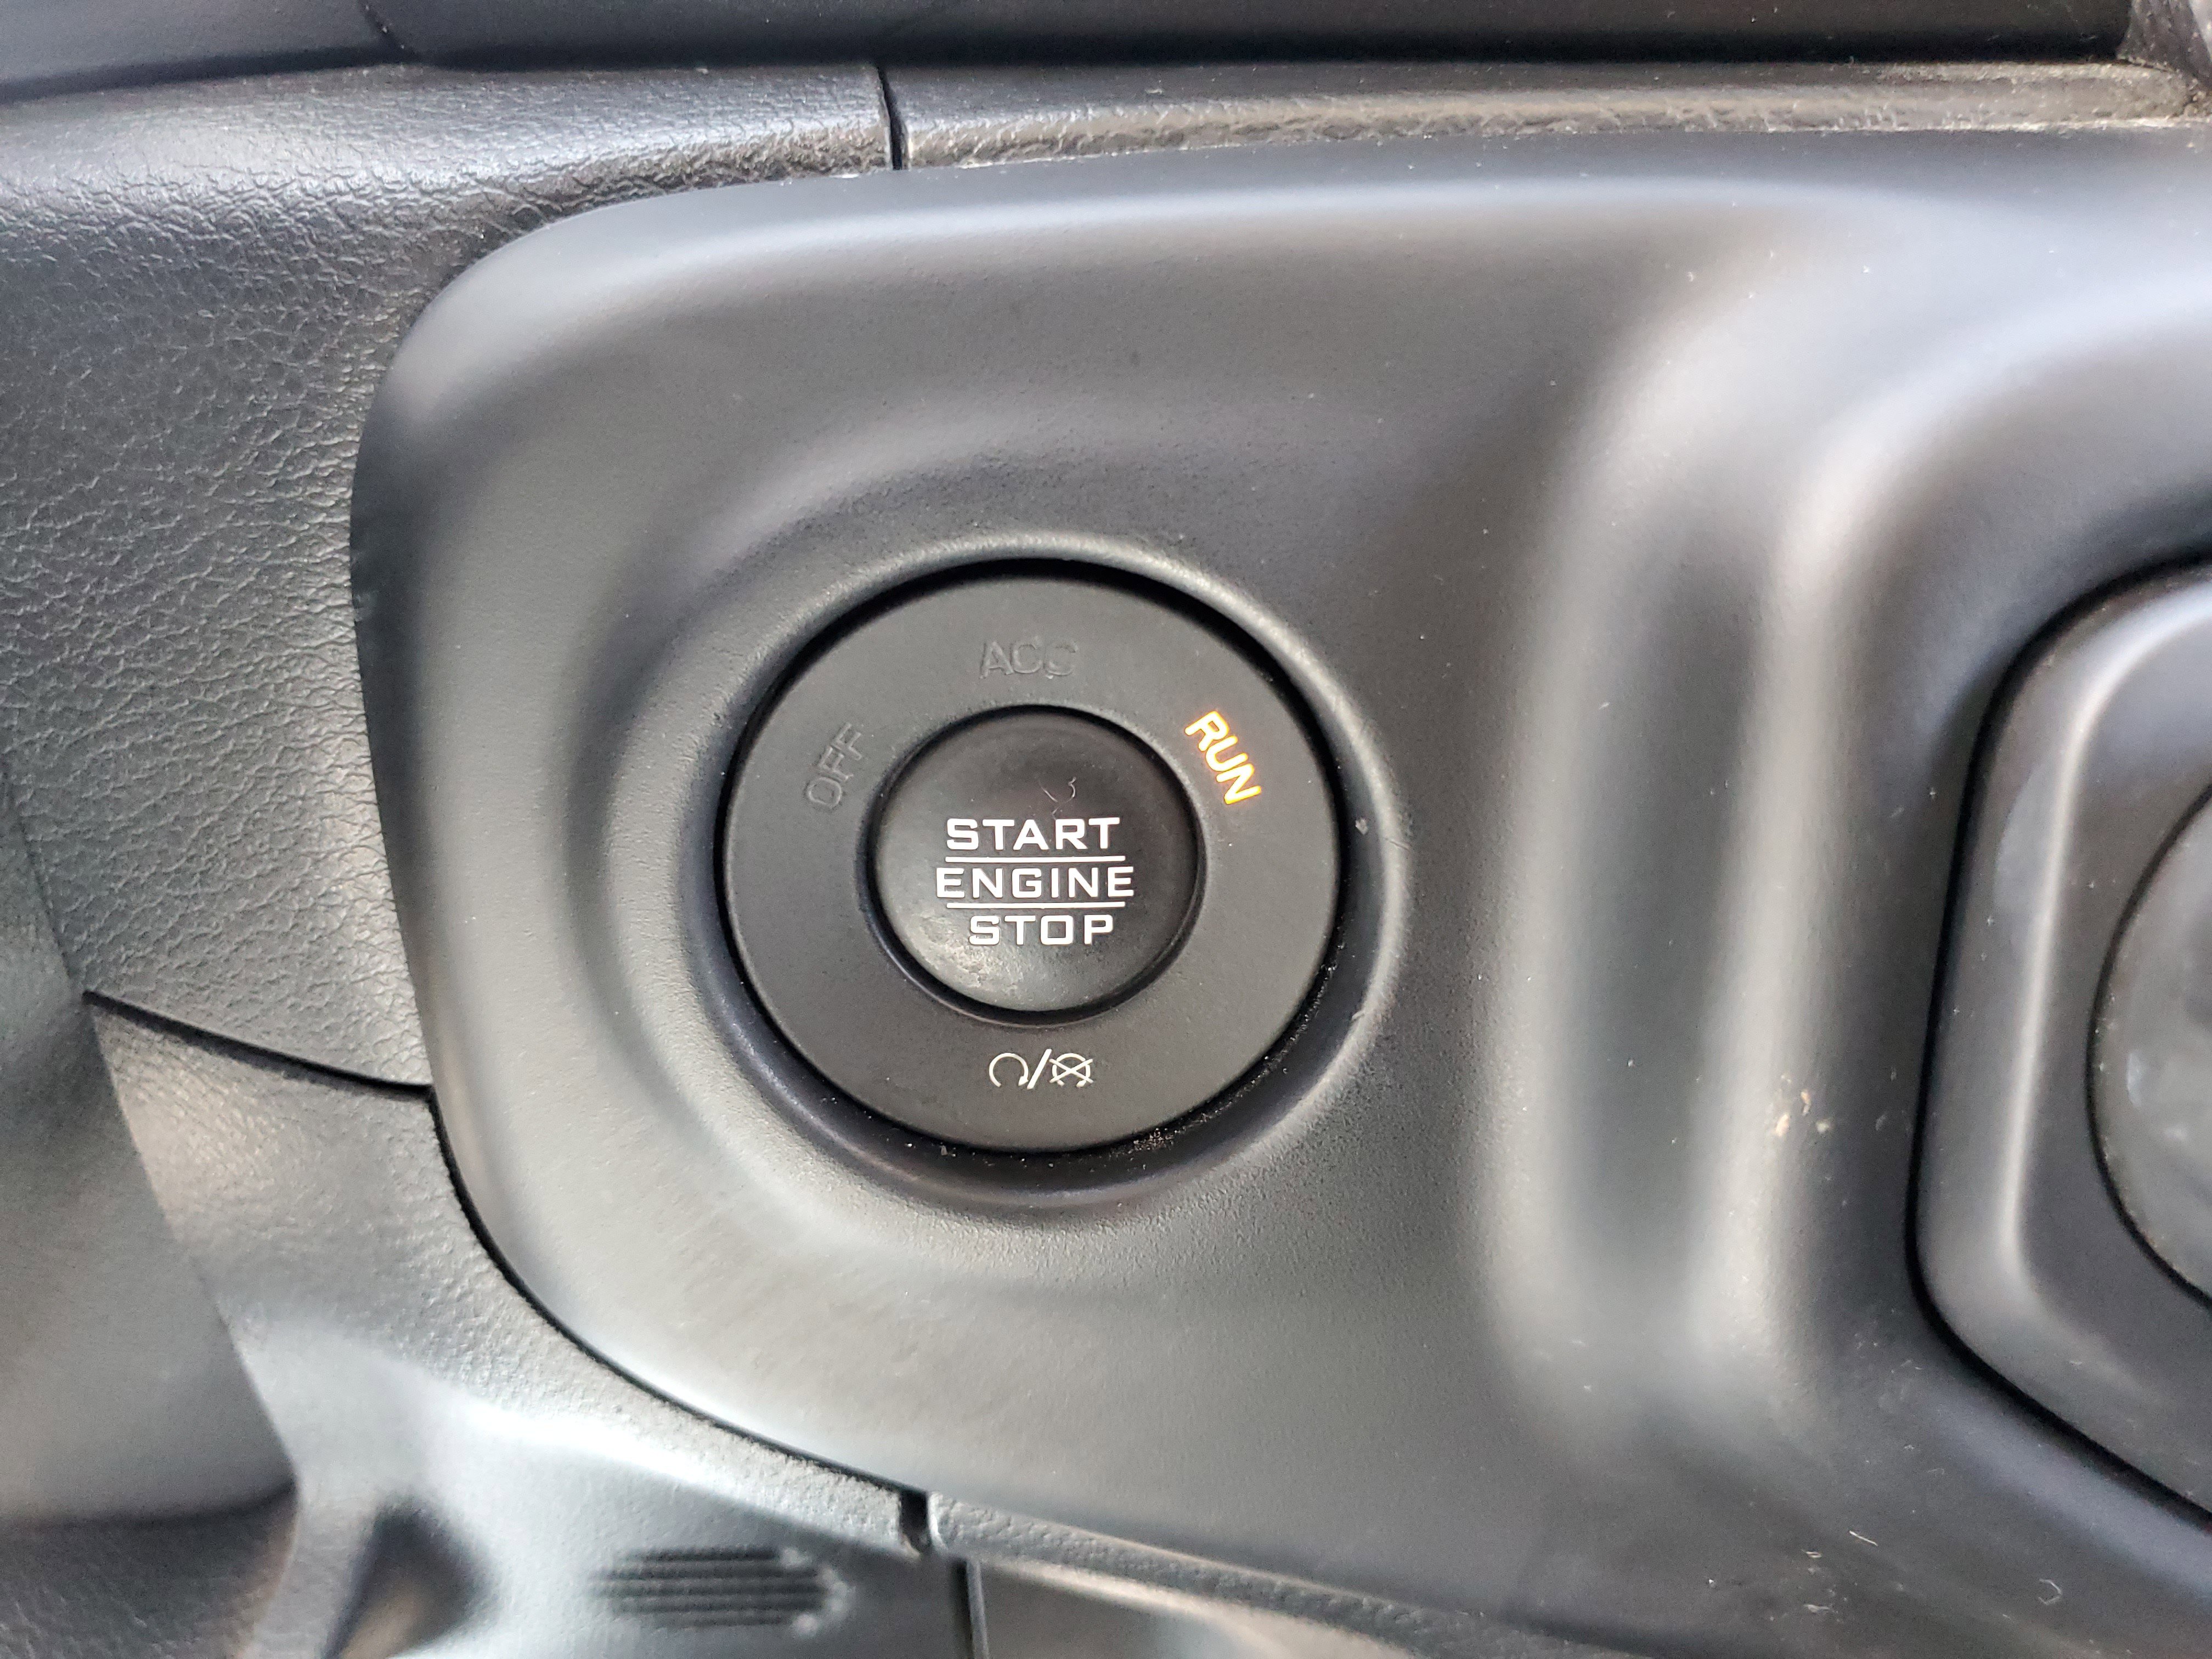 ACC
OFF
RUN
START
ENGINE
STOP